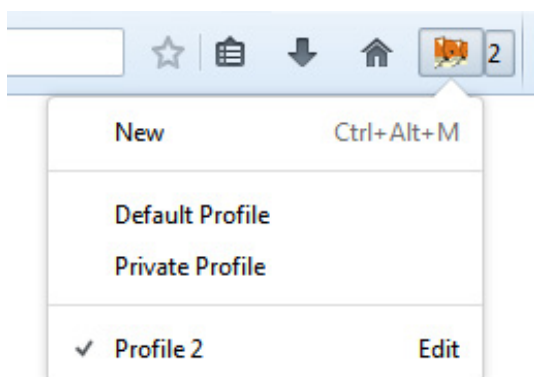 2
New Ctrl+Alt+M
Default Profile
Private Profile
Profile 2 Edit